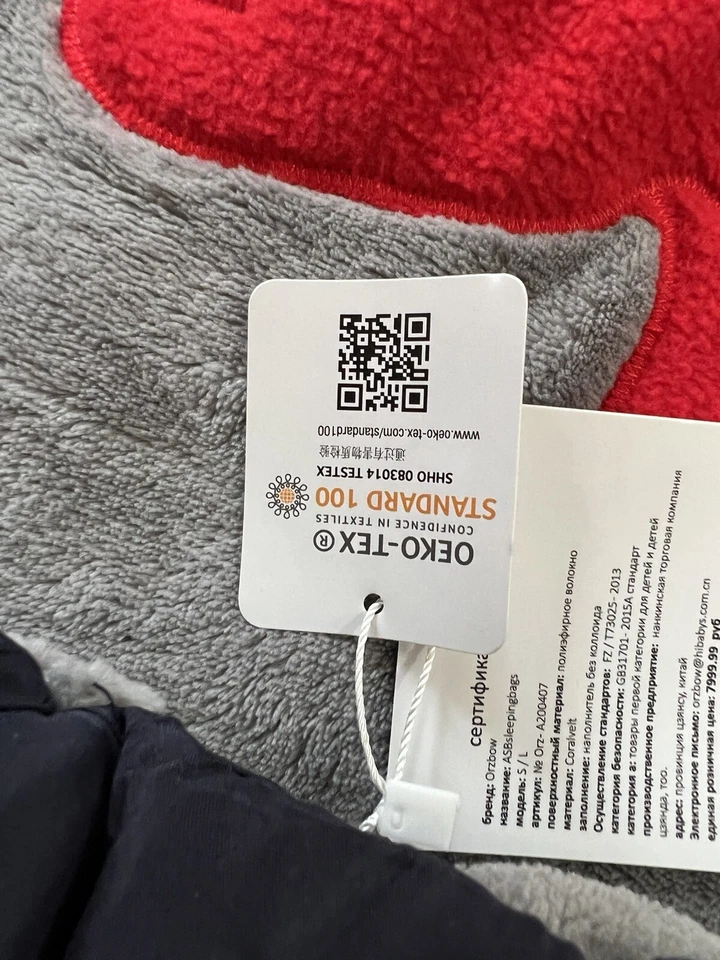 OEKO-TEX®
CONFIDENCE IN TEXTILES
STANDARD 100
SHHO 083014 TESTEX
通过有害物质检验
www.oeko-tex.com/standard100
бренд: Orzbow
название: ASBsleepingbags
модель: S / L
артикул: № Orz- A200407
поверхностный материал: полиэфирное волокно
материал: Coralvelt
заполнение: наполнитель без коллоида
Осуществление стандартов: FZ / T73025- 2013
категория безопасности: GB31701- 2015А стандарт
категория а: товары первой категории для детей и детей
производственное предприятие: нанкинская торговая компания
цзянда, тоо.
адрес: провинция цзянсу, китай
Электронное письмо: orzbow@hibabys.com.cn
единая розничная цена: 7999.99 руб